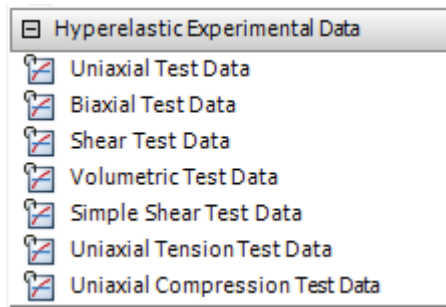 Hyperelastic Experimental Data
Uniaxial Test Data
Biaxial Test Data
Shear Test Data
Volumetric Test Data
Simple Shear Test Data
Uniaxial Tension Test Data
Uniaxial Compression Test Data